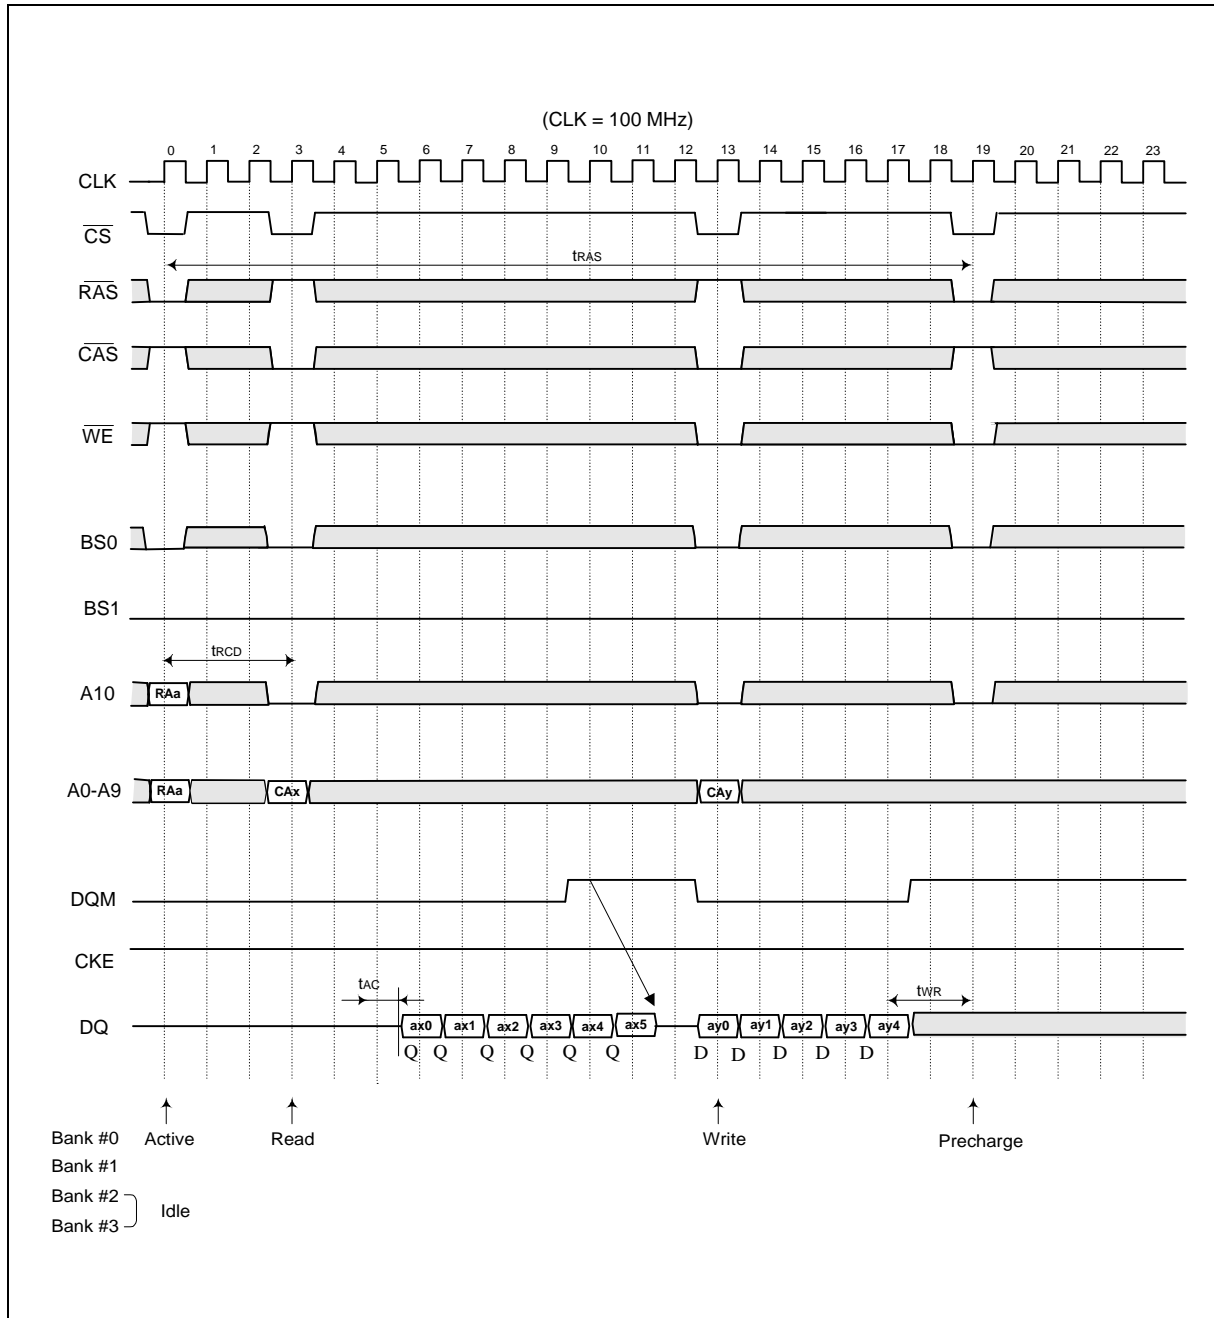 (CLK = 100 MHz)
0 1 2 3 4 5 6 7 8 9 10 11 12 13 14 15 16 17 18 19 20 21 22 23
CLK
CS
tRAS
RAS
CAS
WE
BS0
BS1
tRCD
A10 RAa
A0-A9 RAa CAx CAy
DQM
CKE
tAC tWR
DQ ax0 ax1 ax2 ax3 ax4 ax5 ay0 ay1 ay2 ay3 ay4
Q Q Q Q Q Q D D D D D
Bank #0 Active Read Write Precharge
Bank #1
Bank #2
Idle
Bank #3